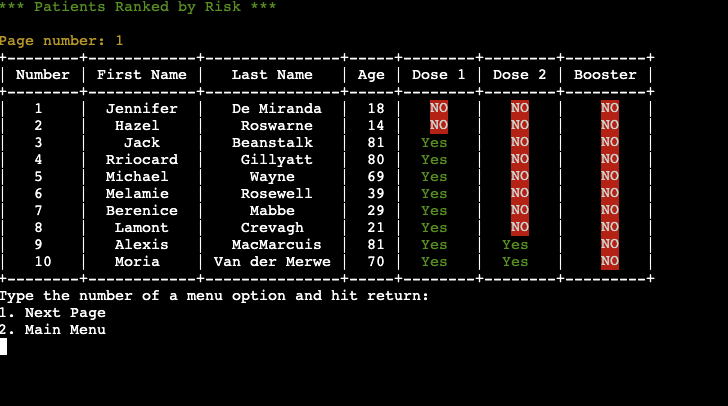 *** Patients Ranked by Risk ***
Page number: 1
+--------+------------+---------------+-----+--------+--------+---------+
| Number | First Name |   Last Name   | Age | Dose 1 | Dose 2 | Booster |
+--------+------------+---------------+-----+--------+--------+---------+
|   1    |  Jennifer  |  De Miranda   |  18 |   NO   |   NO   |    NO   |
|   2    |   Hazel    |   Roswarne    |  14 |   NO   |   NO   |    NO   |
|   3    |    Jack    |   Beanstalk   |  81 |  Yes   |   NO   |    NO   |
|   4    |  Rriocard  |   Gillyatt    |  80 |  Yes   |   NO   |    NO   |
|   5    |  Michael   |     Wayne     |  69 |  Yes   |   NO   |    NO   |
|   6    |  Melamie   |   Rosewell    |  39 |  Yes   |   NO   |    NO   |
|   7    |  Berenice  |     Mabbe     |  29 |  Yes   |   NO   |    NO   |
|   8    |   Lamont   |   Crevagh     |  21 |  Yes   |   NO   |    NO   |
|   9    |   Alexis   |  MacMarcuis   |  81 |  Yes   |  Yes   |    NO   |
|   10   |   Moria    | Van der Merwe |  70 |  Yes   |  Yes   |    NO   |
+--------+------------+---------------+-----+--------+--------+---------+
Type the number of a menu option and hit return:
1. Next Page
2. Main Menu